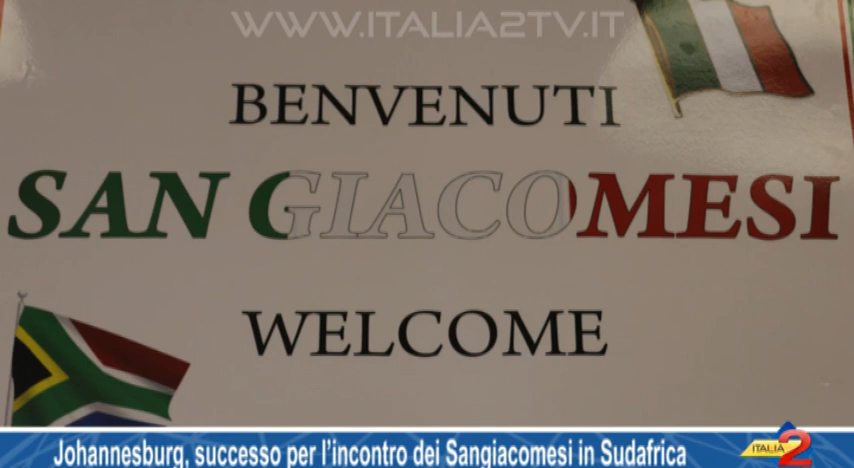 WWW.ITALIA2TV.IT
BENVENUTI
SAN GIACOMESI
WELCOME
Johannesburg, successo per l'incontro dei Sangiacomesi in Sudafrica
ITALIA 2